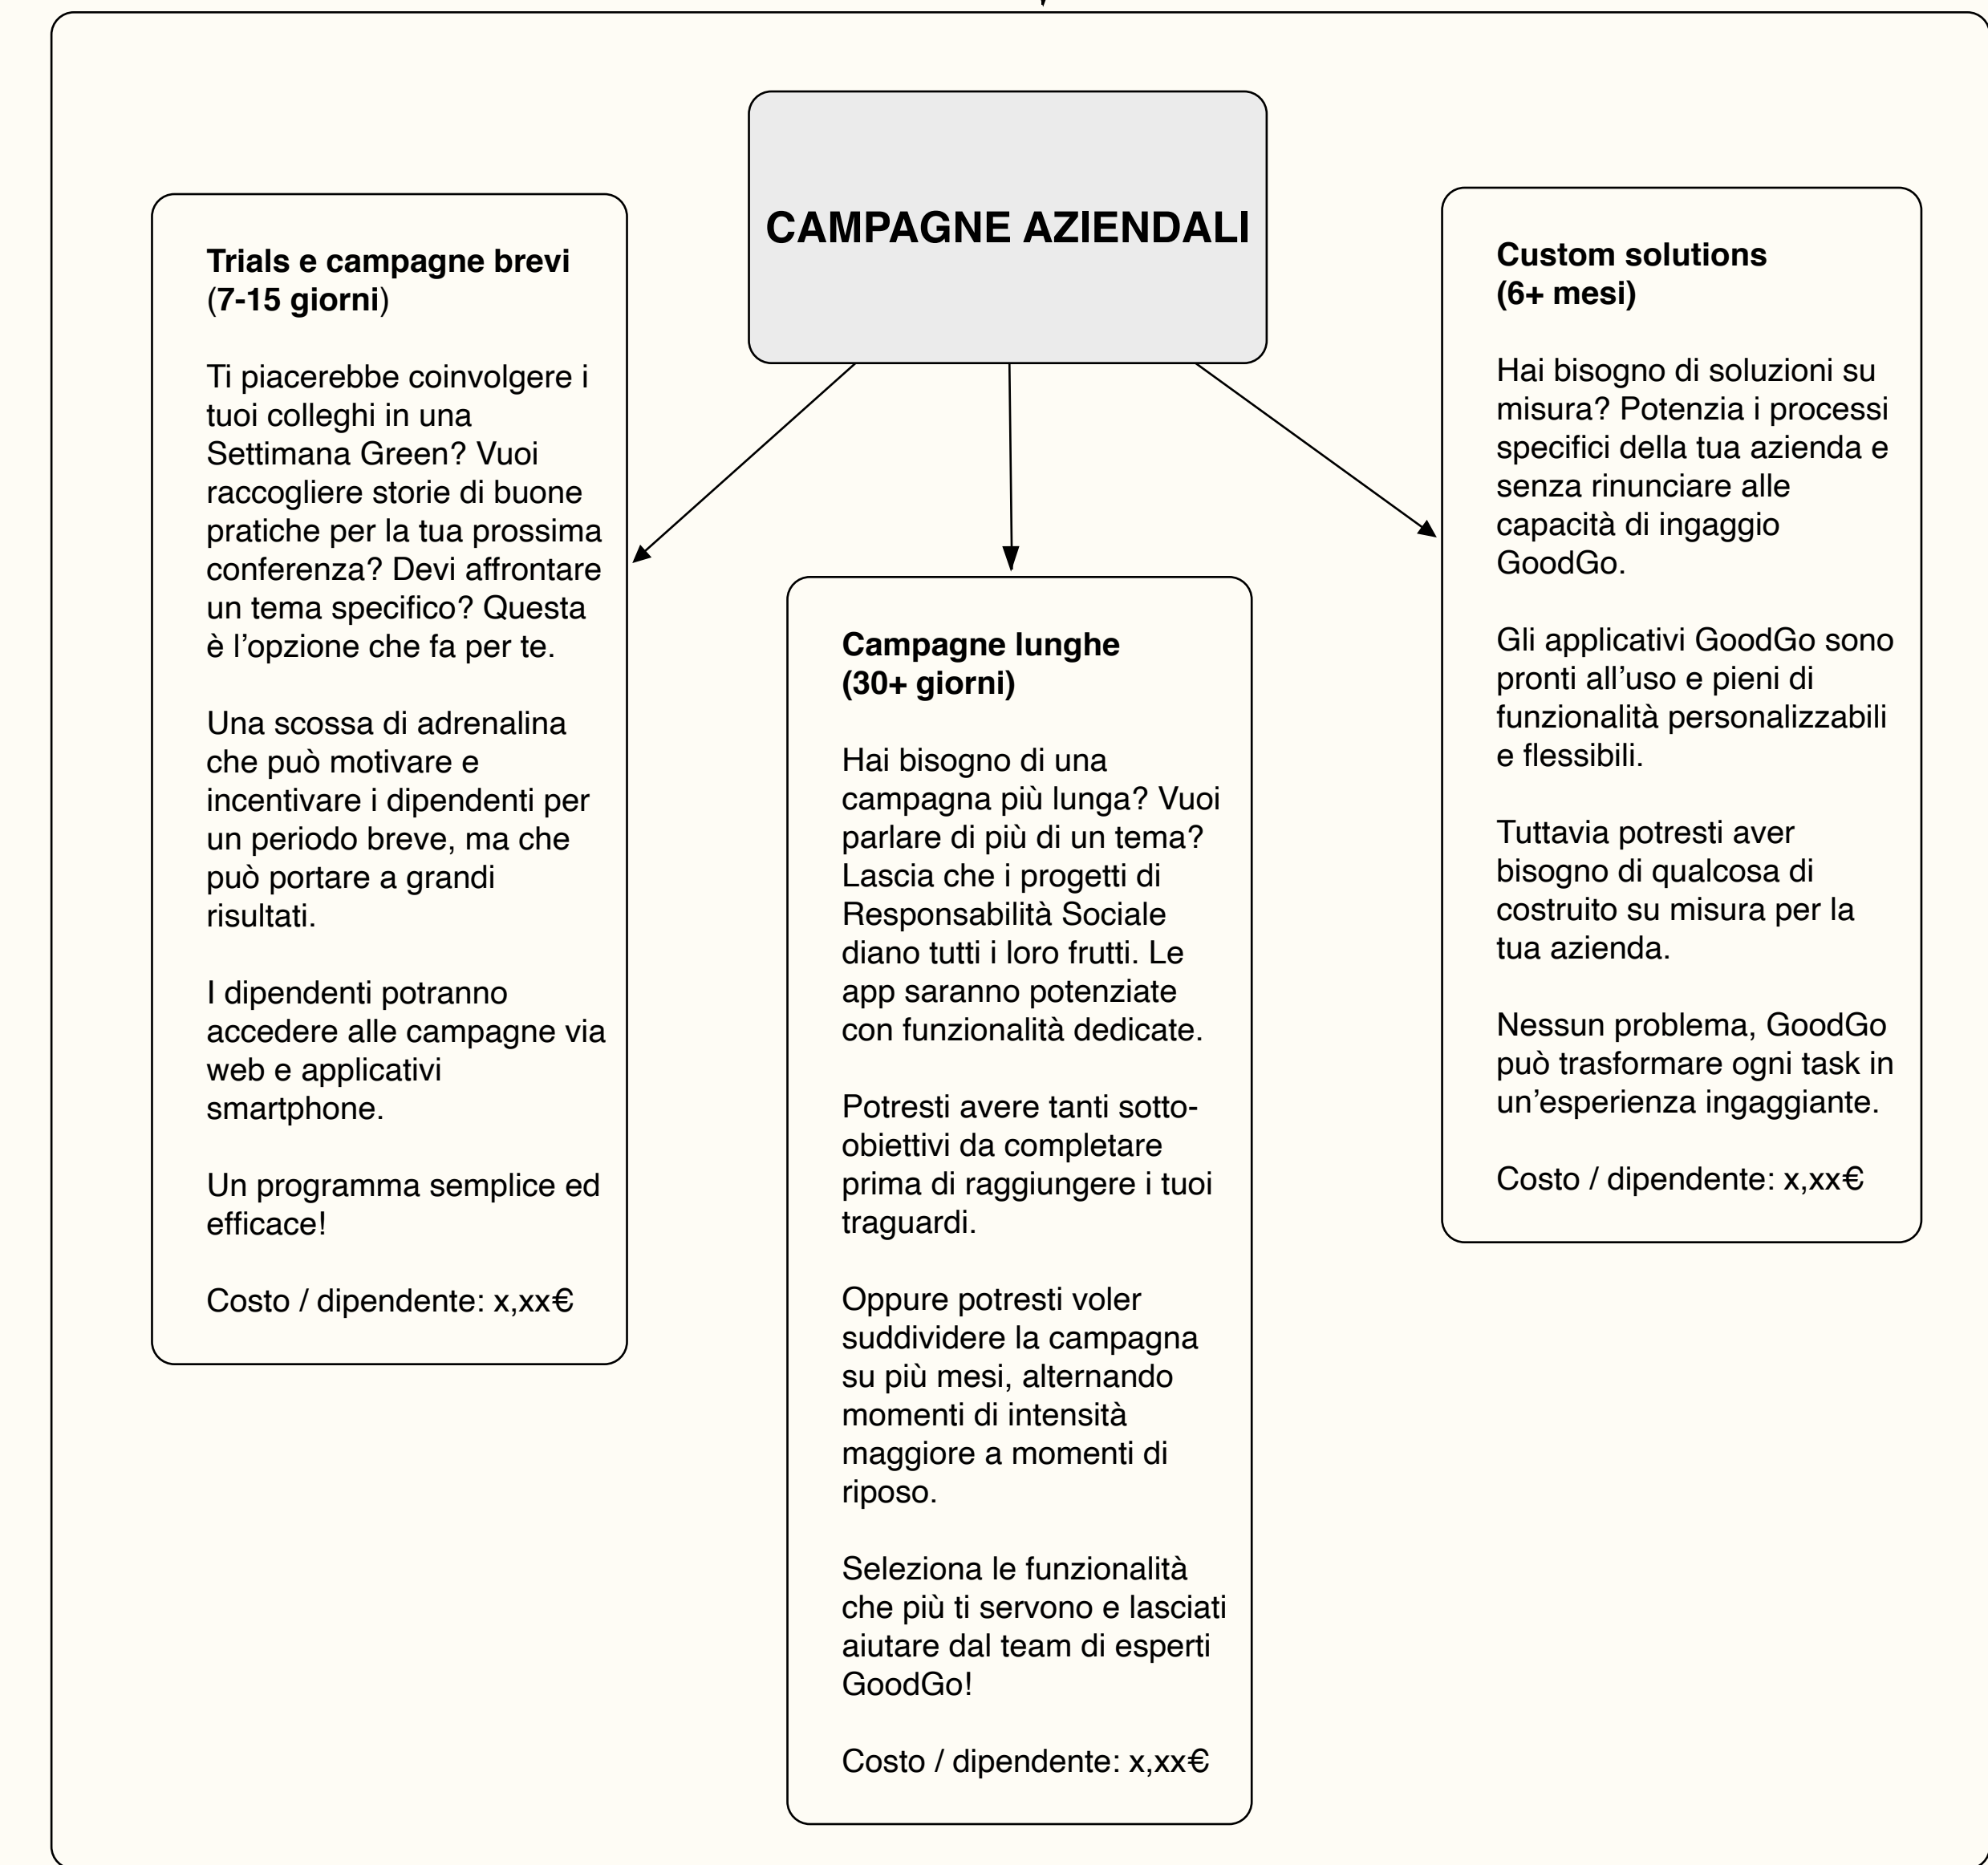 CAMPAGNE AZIENDALI
Trials e campagne brevi
(7-15 giorni)
Ti piacerebbe coinvolgere i
tuoi colleghi in una
Settimana Green? Vuoi
raccogliere storie di buone
pratiche per la tua prossima
conferenza? Devi affrontare
un tema specifico? Questa
è l’opzione che fa per te.
Una scossa di adrenalina
che può motivare e
incentivare i dipendenti per
un periodo breve, ma che
può portare a grandi
risultati.
I dipendenti potranno
accedere alle campagne via
web e applicativi
smartphone.
Un programma semplice ed
efficace!
Costo / dipendente: x,xx€
Campagne lunghe
(30+ giorni)
Hai bisogno di una
campagna più lunga? Vuoi
parlare di più di un tema?
Lascia che i progetti di
Responsabilità Sociale
diano tutti i loro frutti. Le
app saranno potenziate
con funzionalità dedicate.
Potresti avere tanti sotto-
obiettivi da completare
prima di raggiungere i tuoi
traguardi.
Oppure potresti voler
suddividere la campagna
su più mesi, alternando
momenti di intensità
maggiore a momenti di
riposo.
Seleziona le funzionalità
che più ti servono e lasciati
aiutare dal team di esperti
GoodGo!
Costo / dipendente: x,xx€
Custom solutions
(6+ mesi)
Hai bisogno di soluzioni su
misura? Potenzia i processi
specifici della tua azienda e
senza rinunciare alle
capacità di ingaggio
GoodGo.
Gli applicativi GoodGo sono
pronti all’uso e pieni di
funzionalità personalizzabili
e flessibili.
Tuttavia potresti aver
bisogno di qualcosa di
costruito su misura per la
tua azienda.
Nessun problema, GoodGo
può trasformare ogni task in
un’esperienza ingaggiante.
Costo / dipendente: x,xx€